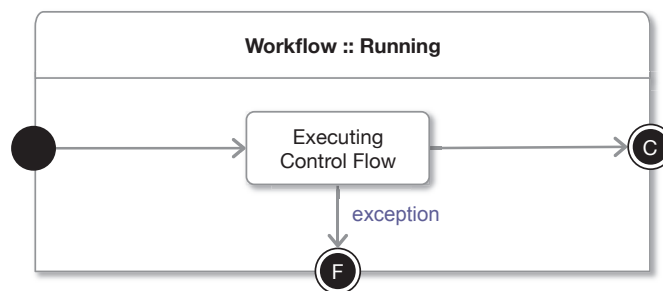 Workflow :: Running
Executing
Control Flow
C
exception
F